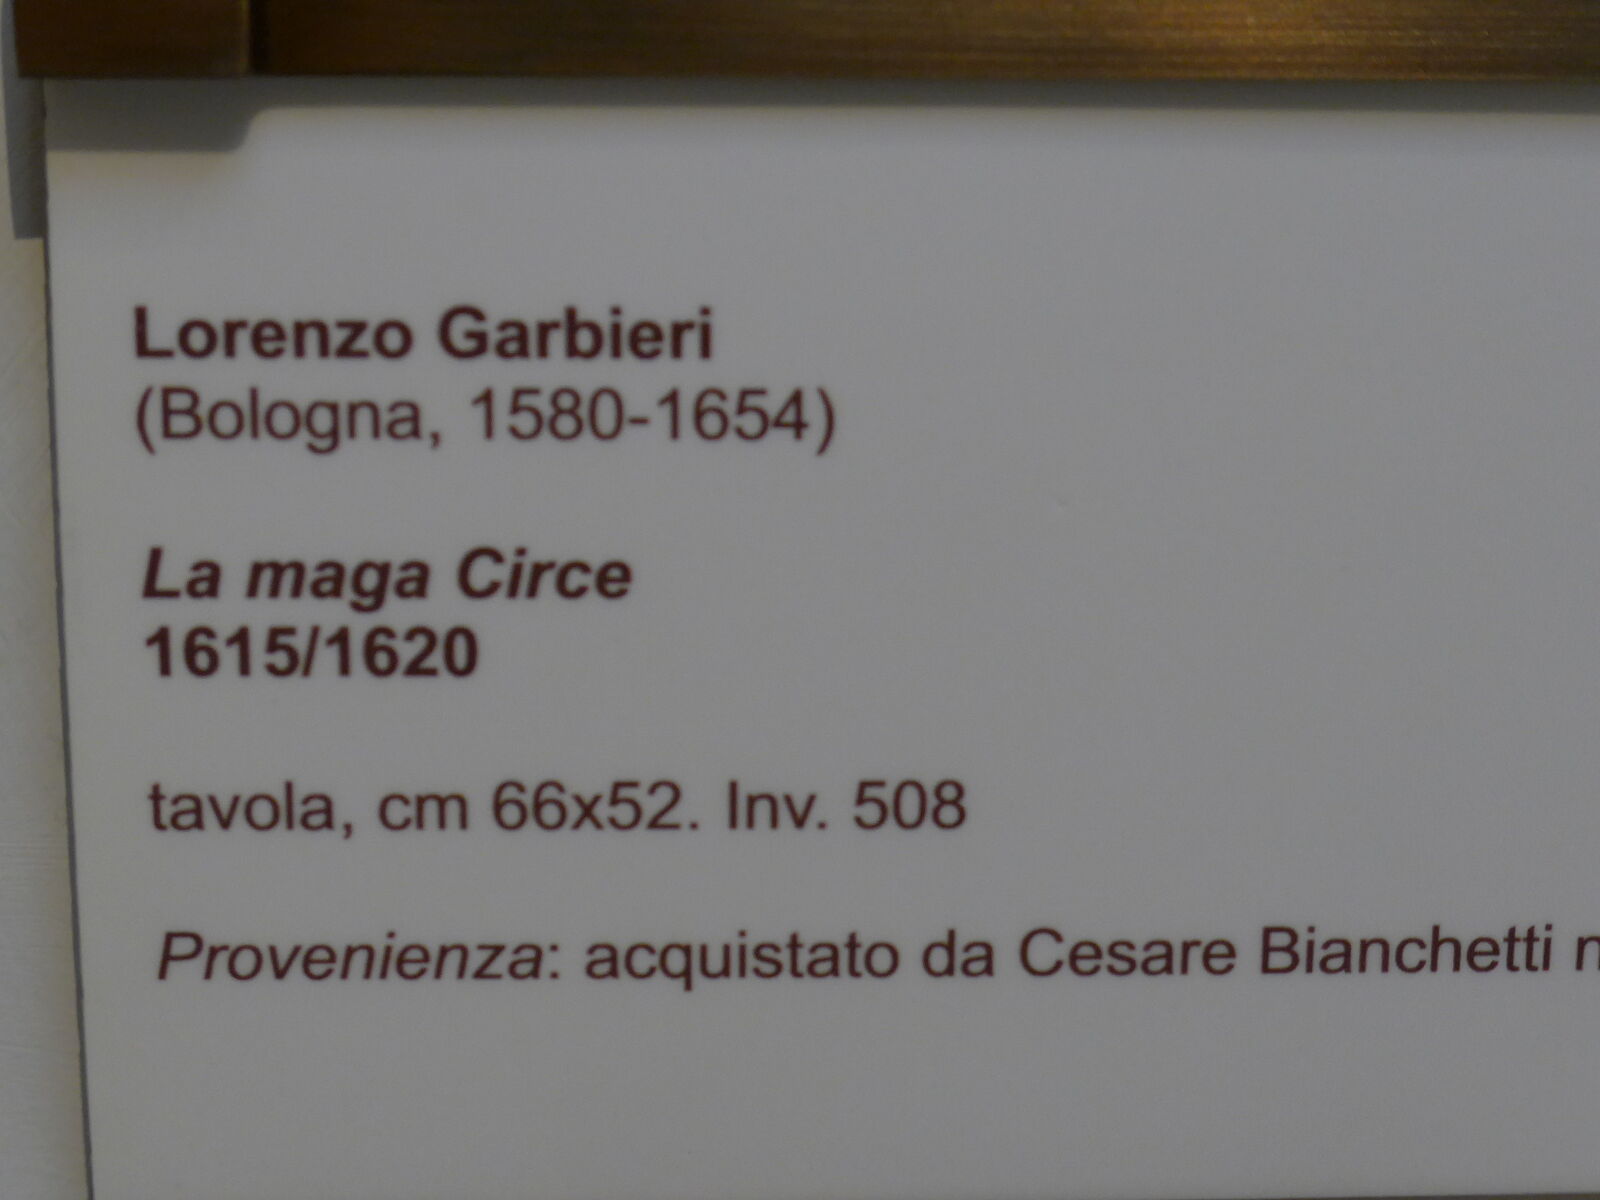 Lorenzo Garbieri
(Bologna, 1580-1654)
La maga Circe
1615/1620
tavola, cm 66x52. Inv. 508
Provenienza: acquistato da Cesare Bianchetti